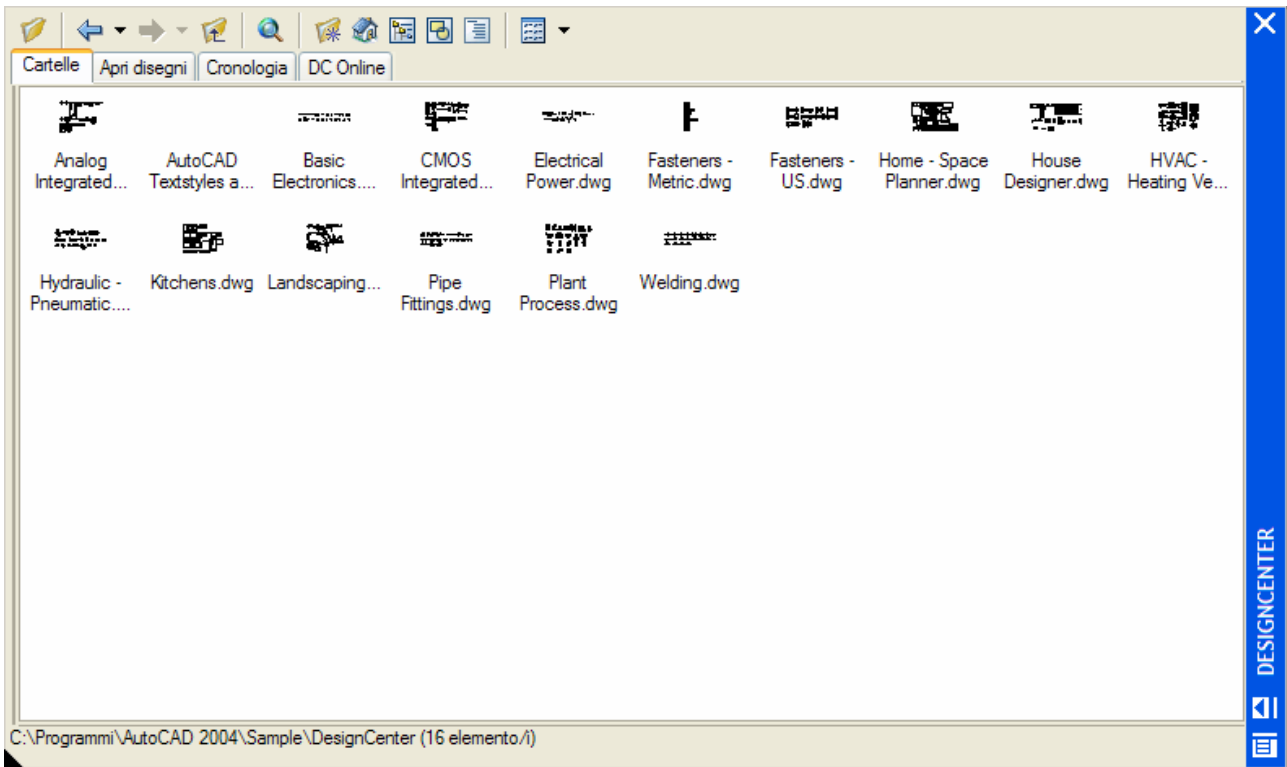 Cartelle Apri disegni Cronologia DC Online
Analog AutoCAD Basic CMOS Electrical Fasteners - Fasteners - Home - Space House HVAC -
Integrated... Textstyles a... Electronics.... Integrated... Power.dwg Metric.dwg US.dwg Planner.dwg Designer.dwg Heating Ve...
Hydraulic - Kitchens.dwg Landscaping... Pipe Plant Welding.dwg
Pneumatic.... Fittings.dwg Process.dwg
C:\Programmi\AutoCAD 2004\Sample\DesignCenter (16 elemento/i)
DESIGNCENTER